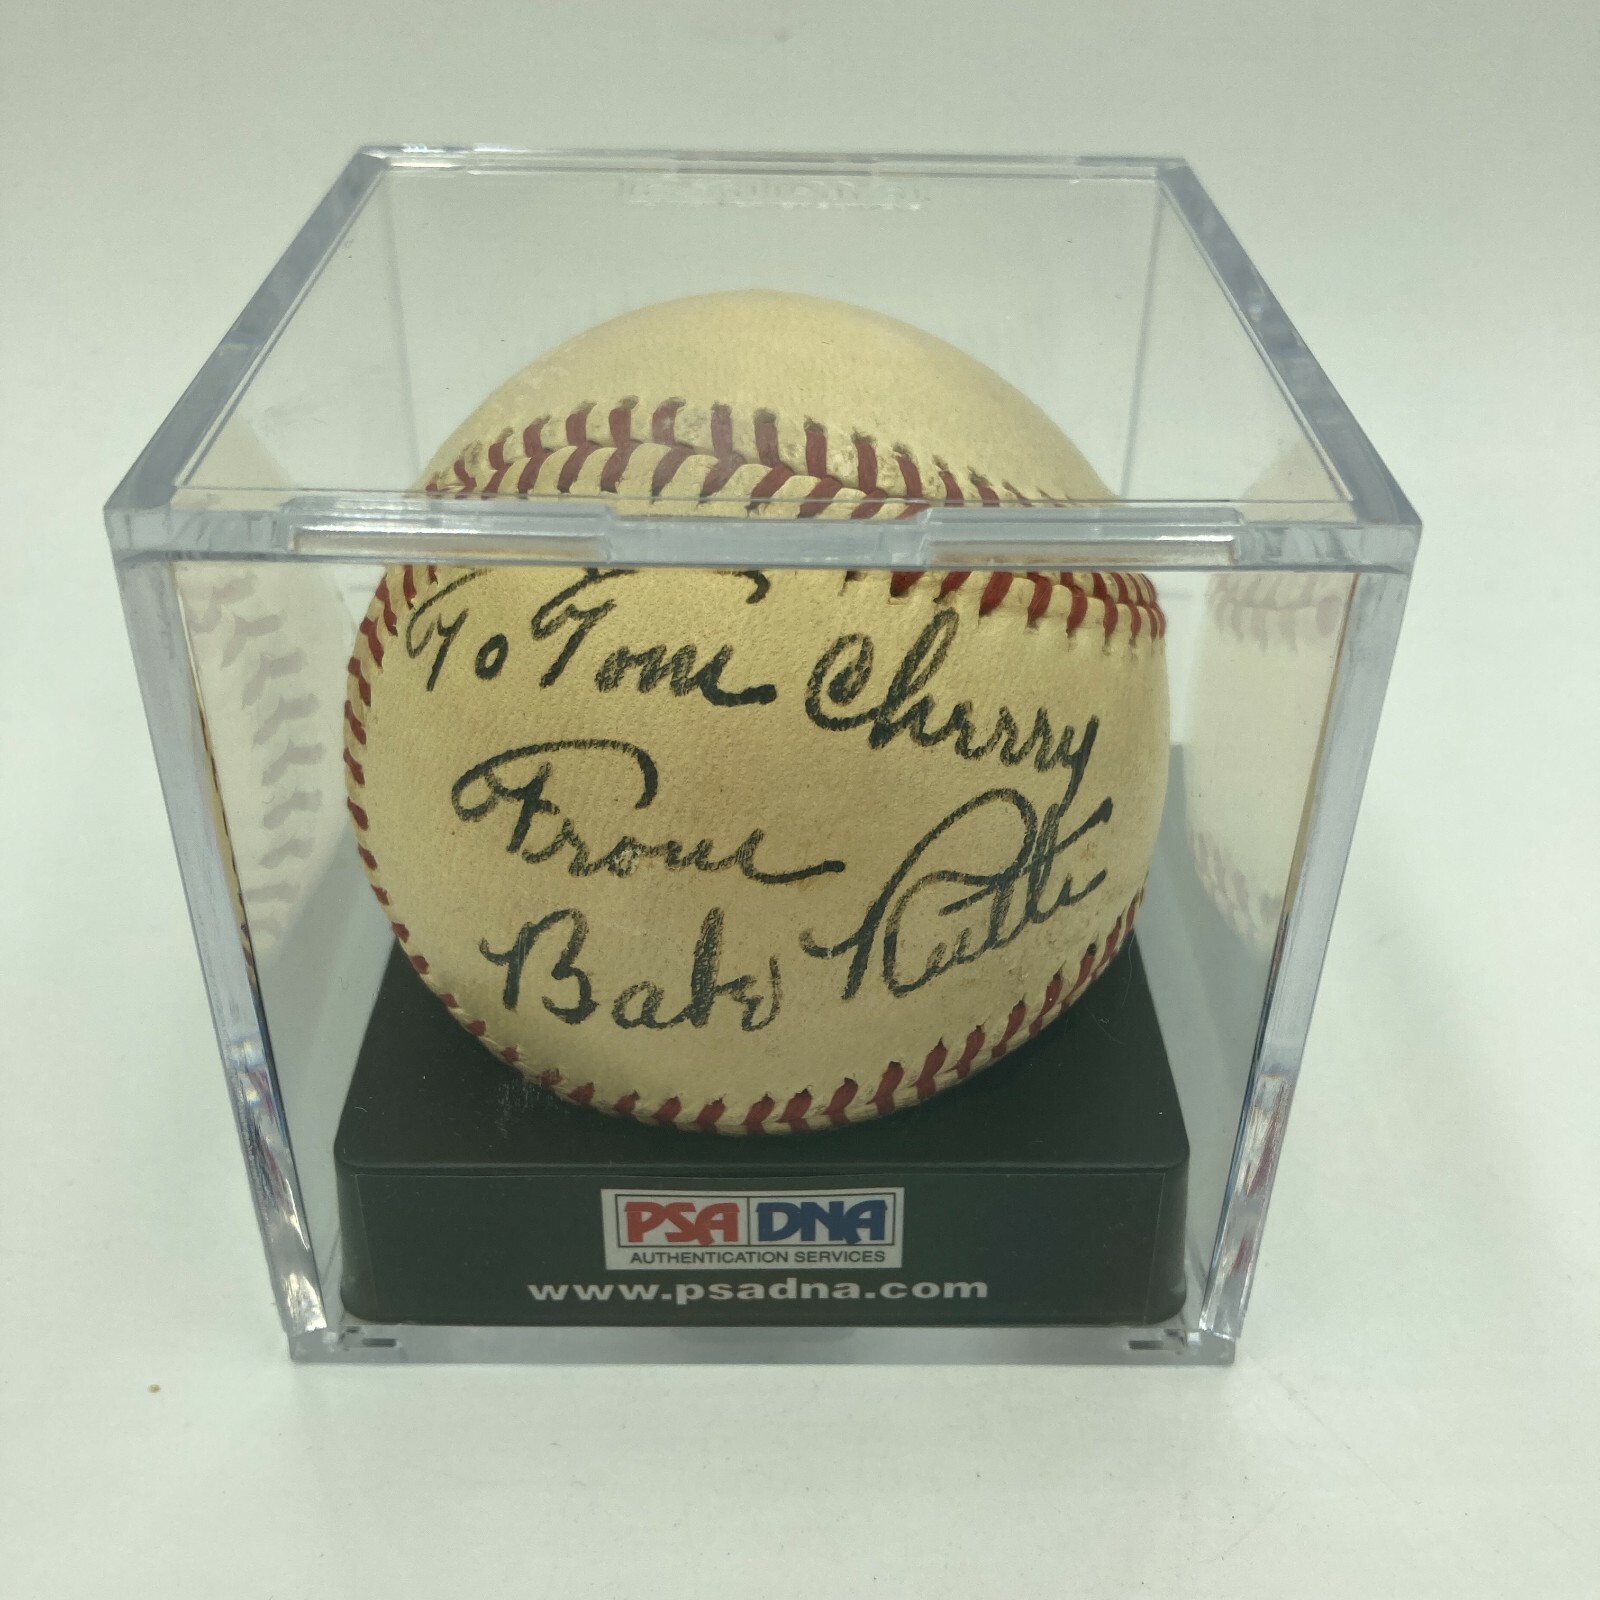 To Tom Cherry
From
Babe Ruth
PSA DNA
AUTHENTICATION SERVICES
www.psadna.com